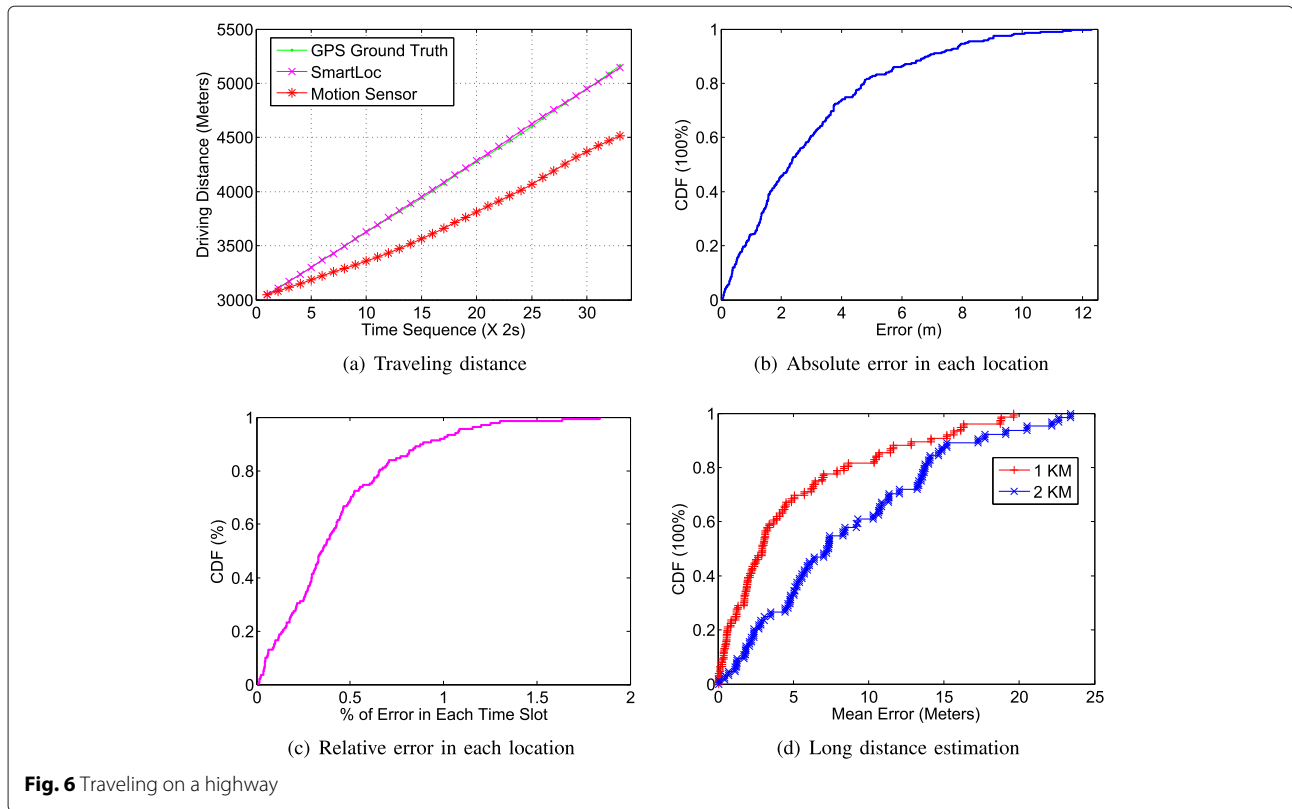 5500
5000
4500
4000
3500
3000
Driving Distance (Meters)
GPS Ground Truth
SmartLoc
Motion Sensor
0 5 10 15 20 25 30
Time Sequence (X 2s)
(a) Traveling distance
1
0.8
0.6
0.4
0.2
0
CDF (100%)
0 2 4 6 8 10 12
Error (m)
(b) Absolute error in each location
1
0.8
0.6
0.4
0.2
0
CDF (%)
0 0.5 1 1.5 2
% of Error in Each Time Slot
(c) Relative error in each location
1
0.8
0.6
0.4
0.2
0
CDF (100%)
1 KM
2 KM
0 5 10 15 20 25
Mean Error (Meters)
(d) Long distance estimation
Fig. 6 Traveling on a highway